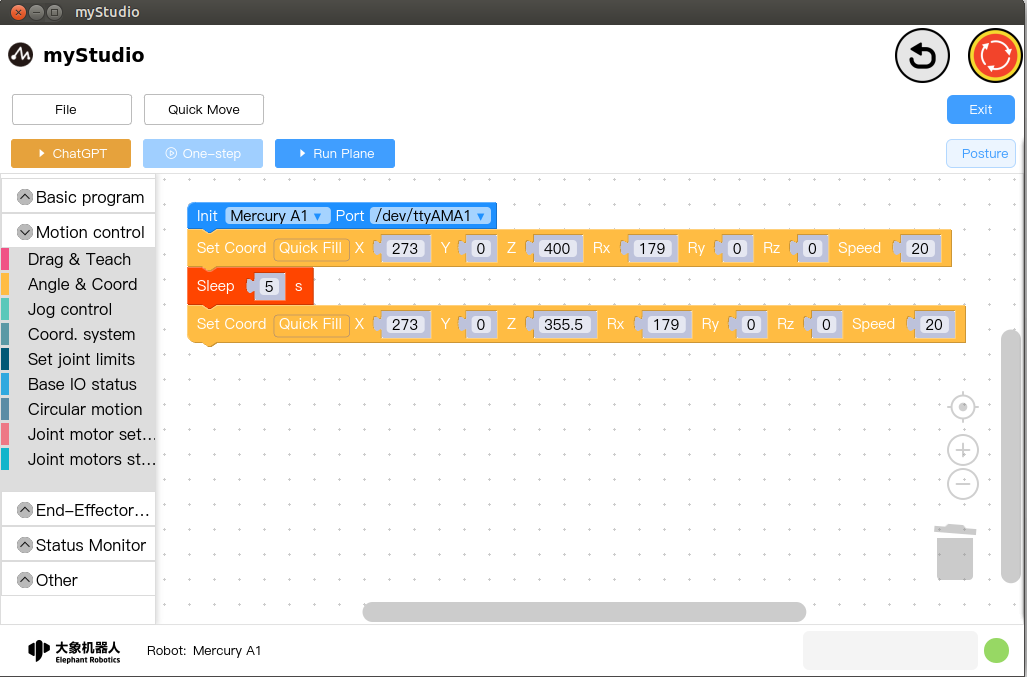 myStudio
myStudio
File
Quick Move
Exit
ChatGPT
One-step
Run Plane
Posture
Basic program
Motion control
Drag & Teach
Angle & Coord
Jog control
Coord. system
Set joint limits
Base IO status
Circular motion
Joint motor set...
Joint motors st...
End-Effector...
Status Monitor
Other
Init Mercury A1 ▾ Port /dev/ttyAMA1 ▾
Set Coord Quick Fill X 273 Y 0 Z 400 Rx 179 Ry 0 Rz 0 Speed 20
Sleep 5 s
Set Coord Quick Fill X 273 Y 0 Z 355.5 Rx 179 Ry 0 Rz 0 Speed 20
大象机器人
Elephant Robotics
Robot: Mercury A1